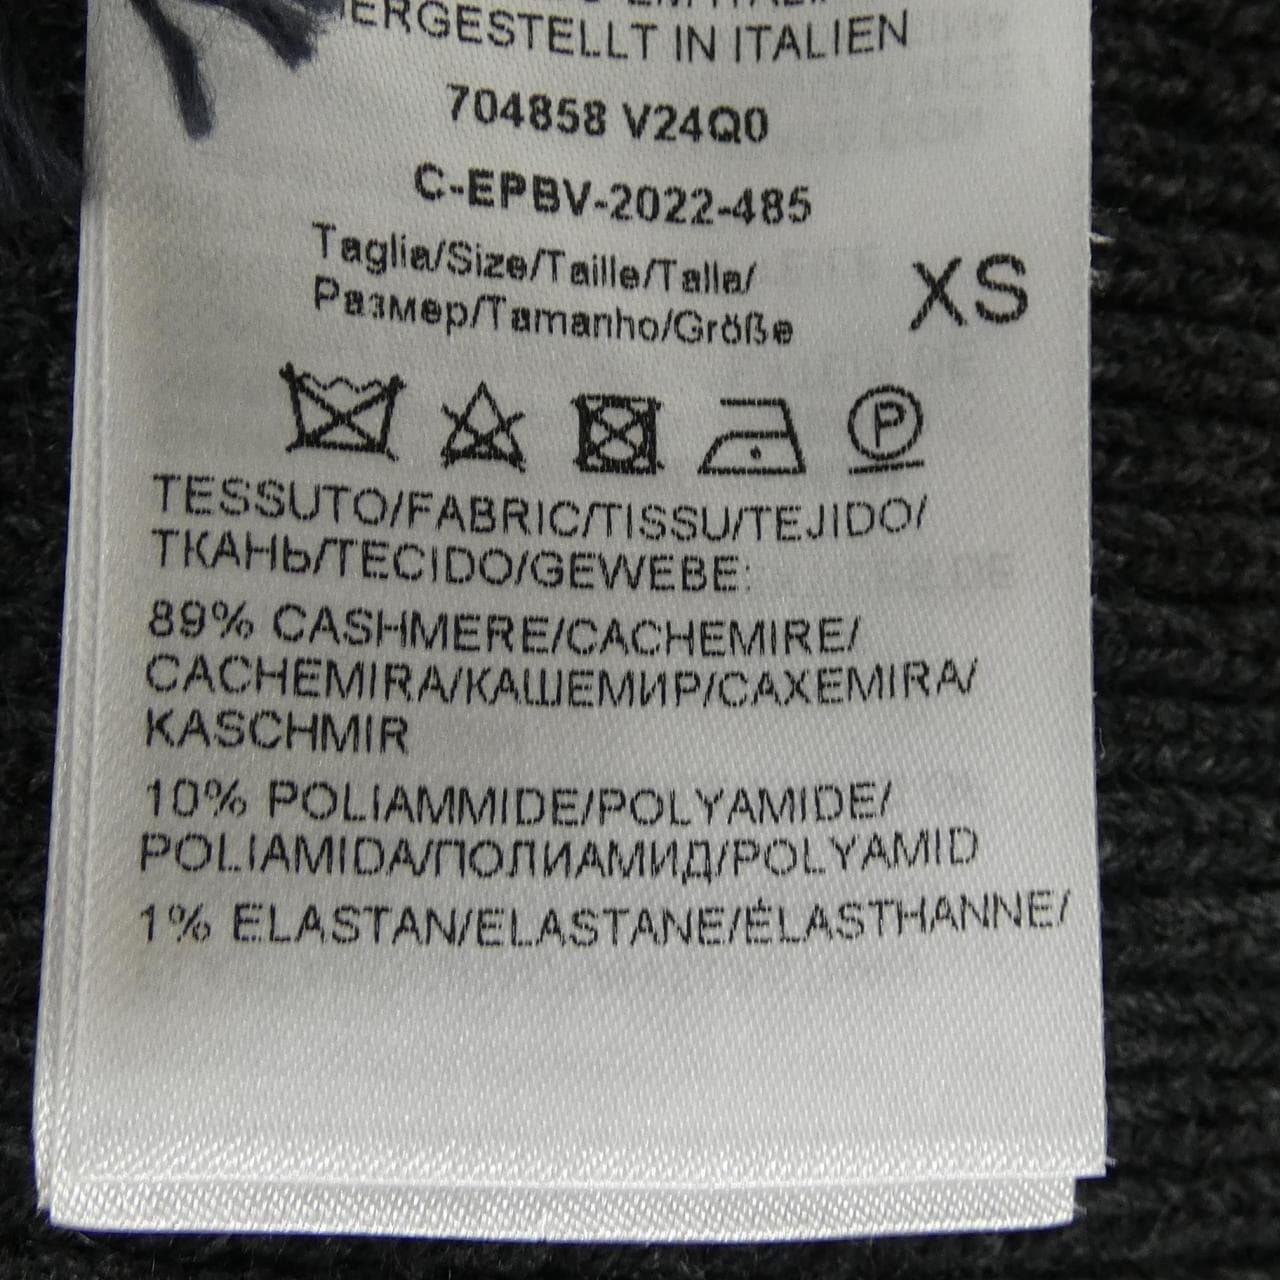 HERGESTELLT IN ITALIEN
704858 V24Q0
C-EPBV-2022-485
Taglia/Size/Taille/Talla/
Размер/Tamanho/Größe
XS
P
TESSUTO/FABRIC/TISSU/TEJIDO/
ТКАНЬ/TECIDO/GEWEBE:
89% CASHMERE/CACHEMIRE/
CACHEMIRA/КАШЕМИР/CAXEMIRA/
KASCHMIR
10% POLIAMMIDE/POLYAMIDE/
POLIAMIDA/ПОЛИАМИД/POLYAMID
1% ELASTAN/ELASTANE/ÉLASTHANNE/